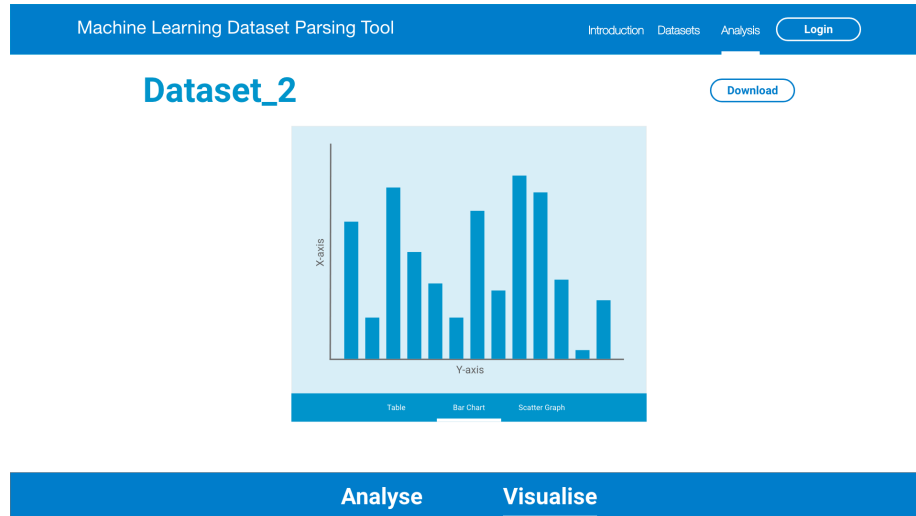 Machine Learning Dataset Parsing Tool
Introduction Datasets Analysis Login
Dataset_2
Download
X-axis
Y-axis
Table Bar Chart Scatter Graph
Analyse Visualise